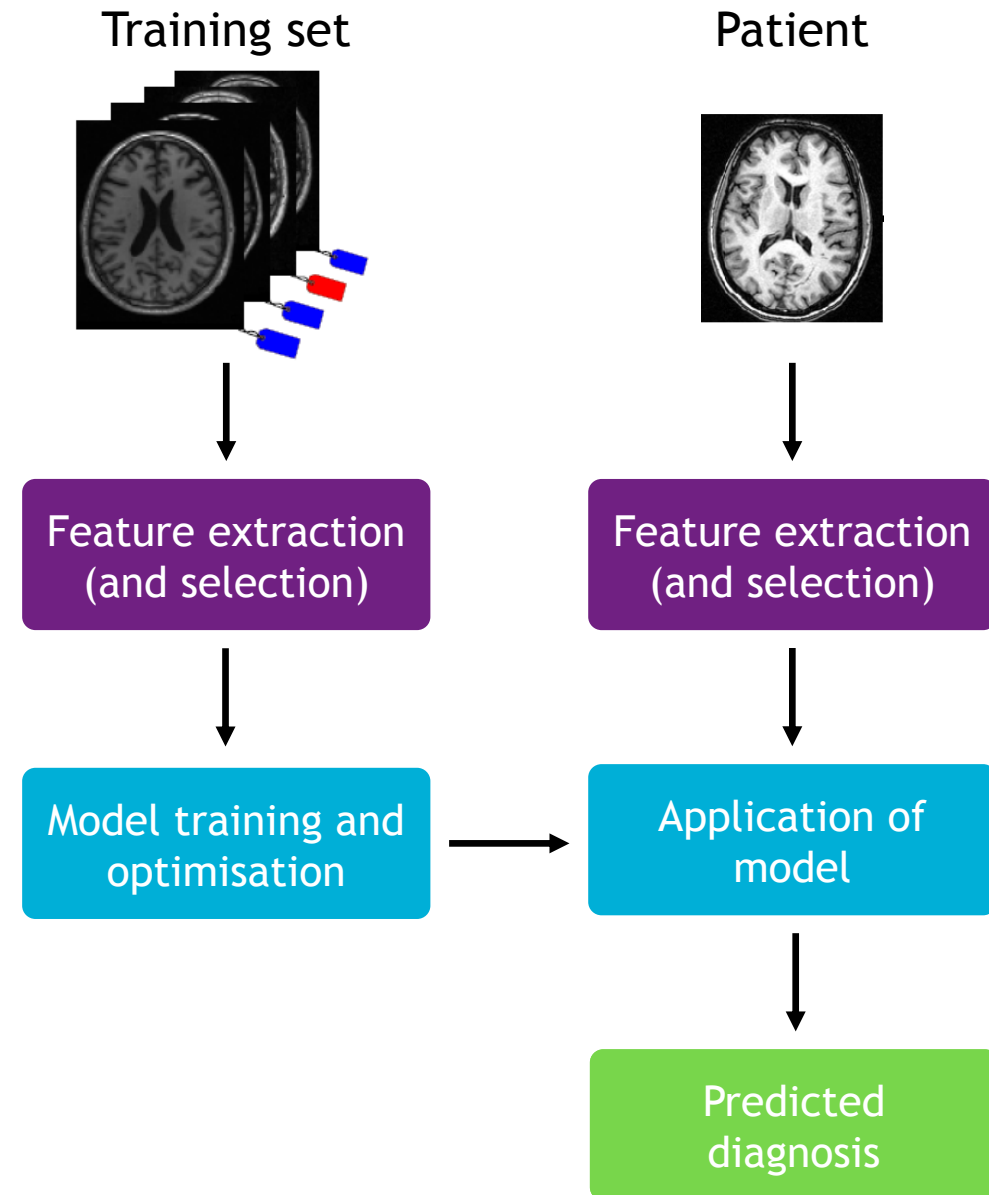 Training set
Patient
Feature extraction
(and selection)
Feature extraction
(and selection)
Model training and
optimisation
Application of
model
Predicted
diagnosis